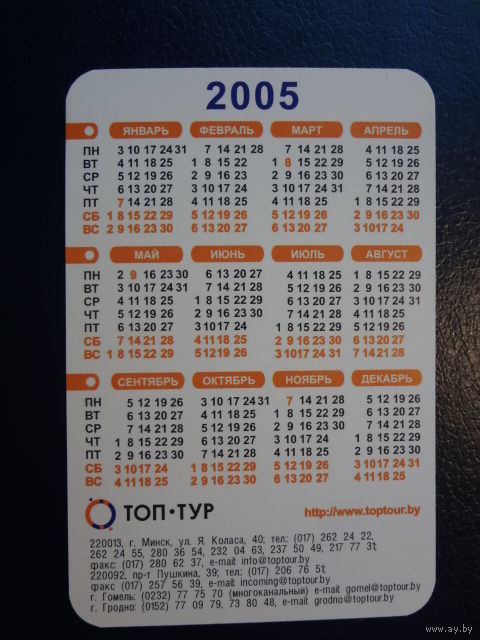 2005
ЯНВАРЬ ФЕВРАЛЬ МАРТ АПРЕЛЬ
ПН 3 10 17 24 31 7 14 21 28 7 14 21 28 4 11 18 25
ВТ 4 11 18 25 1 8 15 22 1 8 15 22 29 5 12 19 26
СР 5 12 19 26 2 9 16 23 2 9 16 23 30 6 13 20 27
ЧТ 6 13 20 27 3 10 17 24 3 10 17 24 31 7 14 21 28
ПТ 7 14 21 28 4 11 18 25 4 11 18 25 1 8 15 22 29
СБ 1 8 15 22 29 5 12 19 26 5 12 19 26 2 9 16 23 30
ВС 2 9 16 23 30 6 13 20 27 6 13 20 27 3 10 17 24
МАЙ ИЮНЬ ИЮЛЬ АВГУСТ
ПН 2 9 16 23 30 6 13 20 27 4 11 18 25 1 8 15 22 29
ВТ 3 10 17 24 31 7 14 21 28 5 12 19 26 2 9 16 23 30
СР 4 11 18 25 1 8 15 22 29 6 13 20 27 3 10 17 24 31
ЧТ 5 12 19 26 2 9 16 23 30 7 14 21 28 4 11 18 25
ПТ 6 13 20 27 3 10 17 24 1 8 15 22 29 5 12 19 26
СБ 7 14 21 28 4 11 18 25 2 9 16 23 30 6 13 20 27
ВС 1 8 15 22 29 5 12 19 26 3 10 17 24 31 7 14 21 28
СЕНТЯБРЬ ОКТЯБРЬ НОЯБРЬ ДЕКАБРЬ
ПН 5 12 19 26 3 10 17 24 31 7 14 21 28 5 12 19 26
ВТ 6 13 20 27 4 11 18 25 1 8 15 22 29 6 13 20 27
СР 7 14 21 28 5 12 19 26 2 9 16 23 30 7 14 21 28
ЧТ 1 8 15 22 29 6 13 20 27 3 10 17 24 1 8 15 22 29
ПТ 2 9 16 23 30 7 14 21 28 4 11 18 25 2 9 16 23 30
СБ 3 10 17 24 1 8 15 22 29 5 12 19 26 3 10 17 24 31
ВС 4 11 18 25 2 9 16 23 30 6 13 20 27 4 11 18 25
ТОП•ТУР http://www.toptour.by
220013, г. Минск, ул. Я. Коласа, 40; тел: (017) 262 24 22,
262 24 55, 280 36 54, 232 04 63, 237 50 49, 217 77 31;
факс: (017) 280 62 37, e-mail info@toptour.by
220092, пр-т Пушкина, 39; тел: (017) 206 76 51;
факс (017) 257 56 39, e-mail incoming@toptour.by
г. Гомель: (0232) 77 75 70 (многоканальный) e-mail gomel@toptour.by
г. Гродно: (0152) 77 09 79, 73 80 48; e-mail grodno@toptour.by
www.ay.by